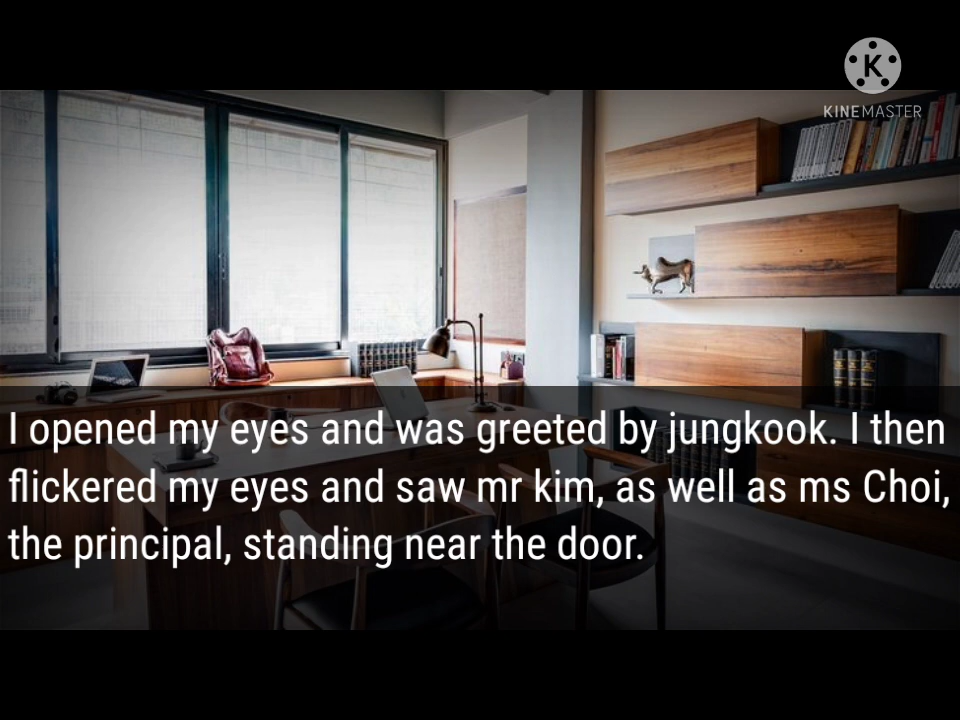 K
KINEMASTER
I opened my eyes and was greeted by jungkook. I then
flickered my eyes and saw mr kim, as well as ms Choi,
the principal, standing near the door.